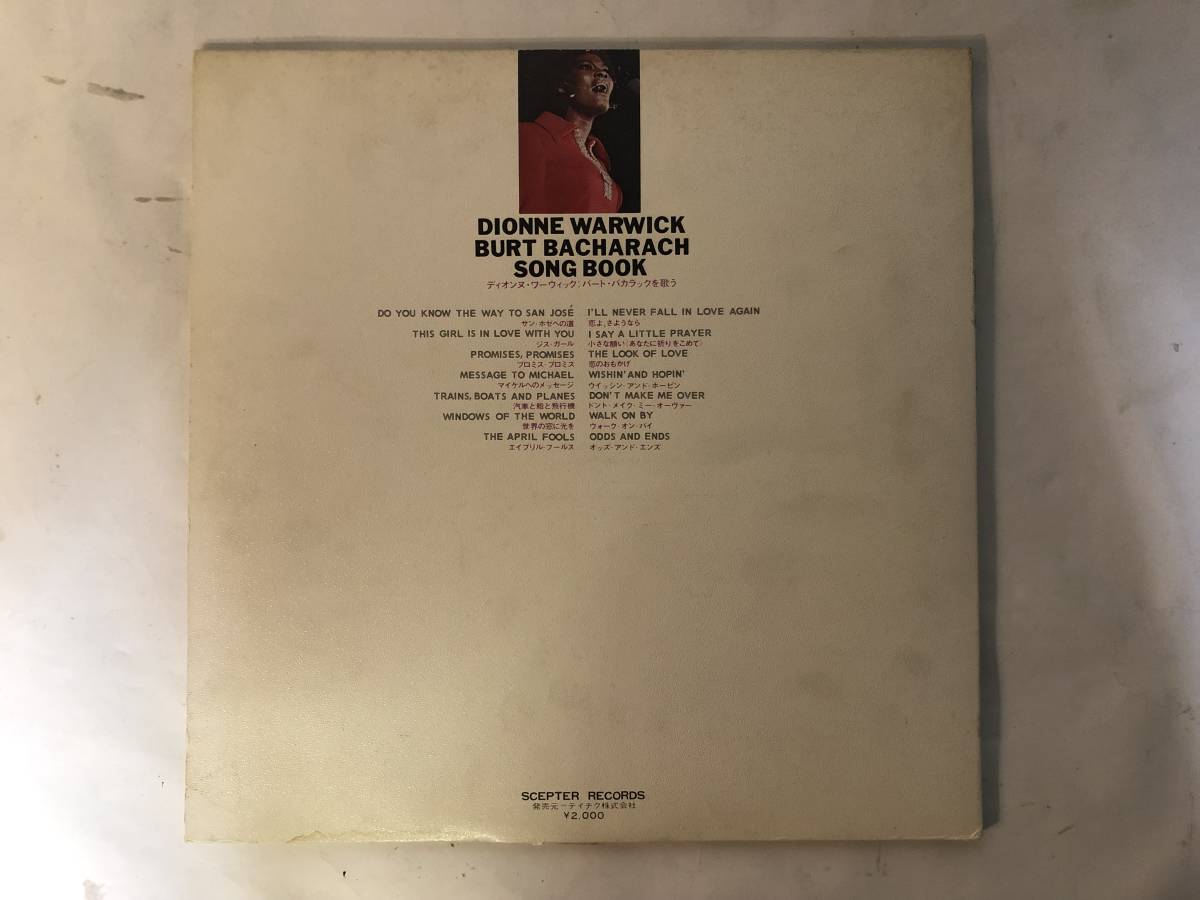 DIONNE WARWICK
BURT BACHARACH
SONG BOOK
ディオンヌ・ワーウィック:バート・バカラックを歌う
DO YOU KNOW THE WAY TO SAN JOSÉ
サン・ホセへの道
THIS GIRL IS IN LOVE WITH YOU
ジス・ガール
PROMISES, PROMISES
プロミス・プロミス
MESSAGE TO MICHAEL
マイケルへのメッセージ
TRAINS, BOATS AND PLANES
汽車と船と飛行機
WINDOWS OF THE WORLD
世界の窓に光を
THE APRIL FOOLS
エイプリル・フールス
I'LL NEVER FALL IN LOVE AGAIN
恋よ、さようなら
I SAY A LITTLE PRAYER
小さな願い〈あなたに祈りをこめて〉
THE LOOK OF LOVE
恋のおもかげ
WISHIN' AND HOPIN'
ウイッシン・アンド・ホーピン
DON'T MAKE ME OVER
ドント・メイク・ミー・オーヴァー
WALK ON BY
ウォーク・オン・バイ
ODDS AND ENDS
オッズ・アンド・エンズ
SCEPTER RECORDS
発売元ーテイチク株式会社
¥2,000